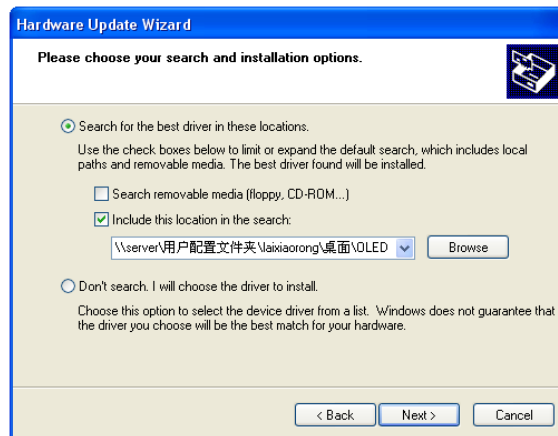 Hardware Update Wizard
Please choose your search and installation options.
Search for the best driver in these locations.
Use the check boxes below to limit or expand the default search, which includes local
paths and removable media. The best driver found will be installed.
Search removable media (floppy, CD-ROM...)
Include this location in the search:
\\server\用户配置文件夹\laixiaorong\桌面\OLED
Browse
Don't search. I will choose the driver to install.
Choose this option to select the device driver from a list. Windows does not guarantee that
the driver you choose will be the best match for your hardware.
< Back Next > Cancel